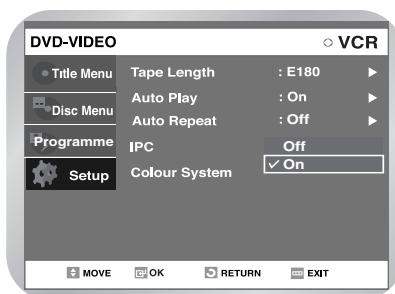 DVD-VIDEO VCR
Title Menu
Disc Menu
Programme
Setup
Tape Length : E180
Auto Play : On
Auto Repeat : Off
IPC Off
✓ On
Colour System
MOVE OK RETURN EXIT